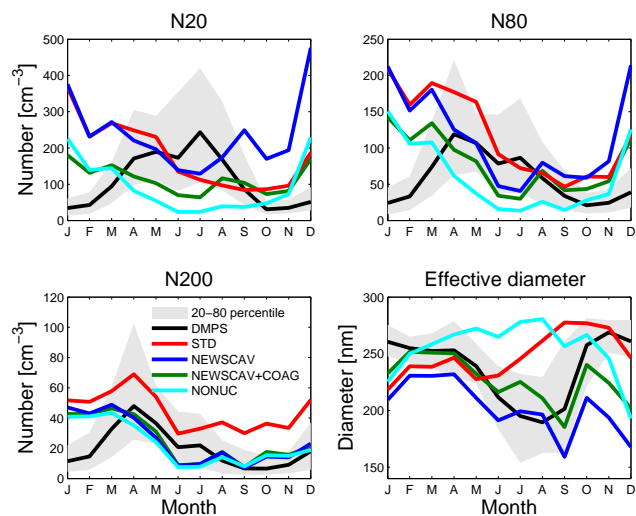 N20
Number [cm⁻³]
500
400
300
200
100
0
J F M A M J J A S O N D
N80
Number [cm⁻³]
250
200
150
100
50
0
J F M A M J J A S O N D
N200
Number [cm⁻³]
120
100
80
60
40
20
0
20−80 percentile
DMPS
STD
NEWSCAV
NEWSCAV+COAG
NONUC
J F M A M J J A S O N D
Month
Effective diameter
Diameter [nm]
300
250
200
150
J F M A M J J A S O N D
Month